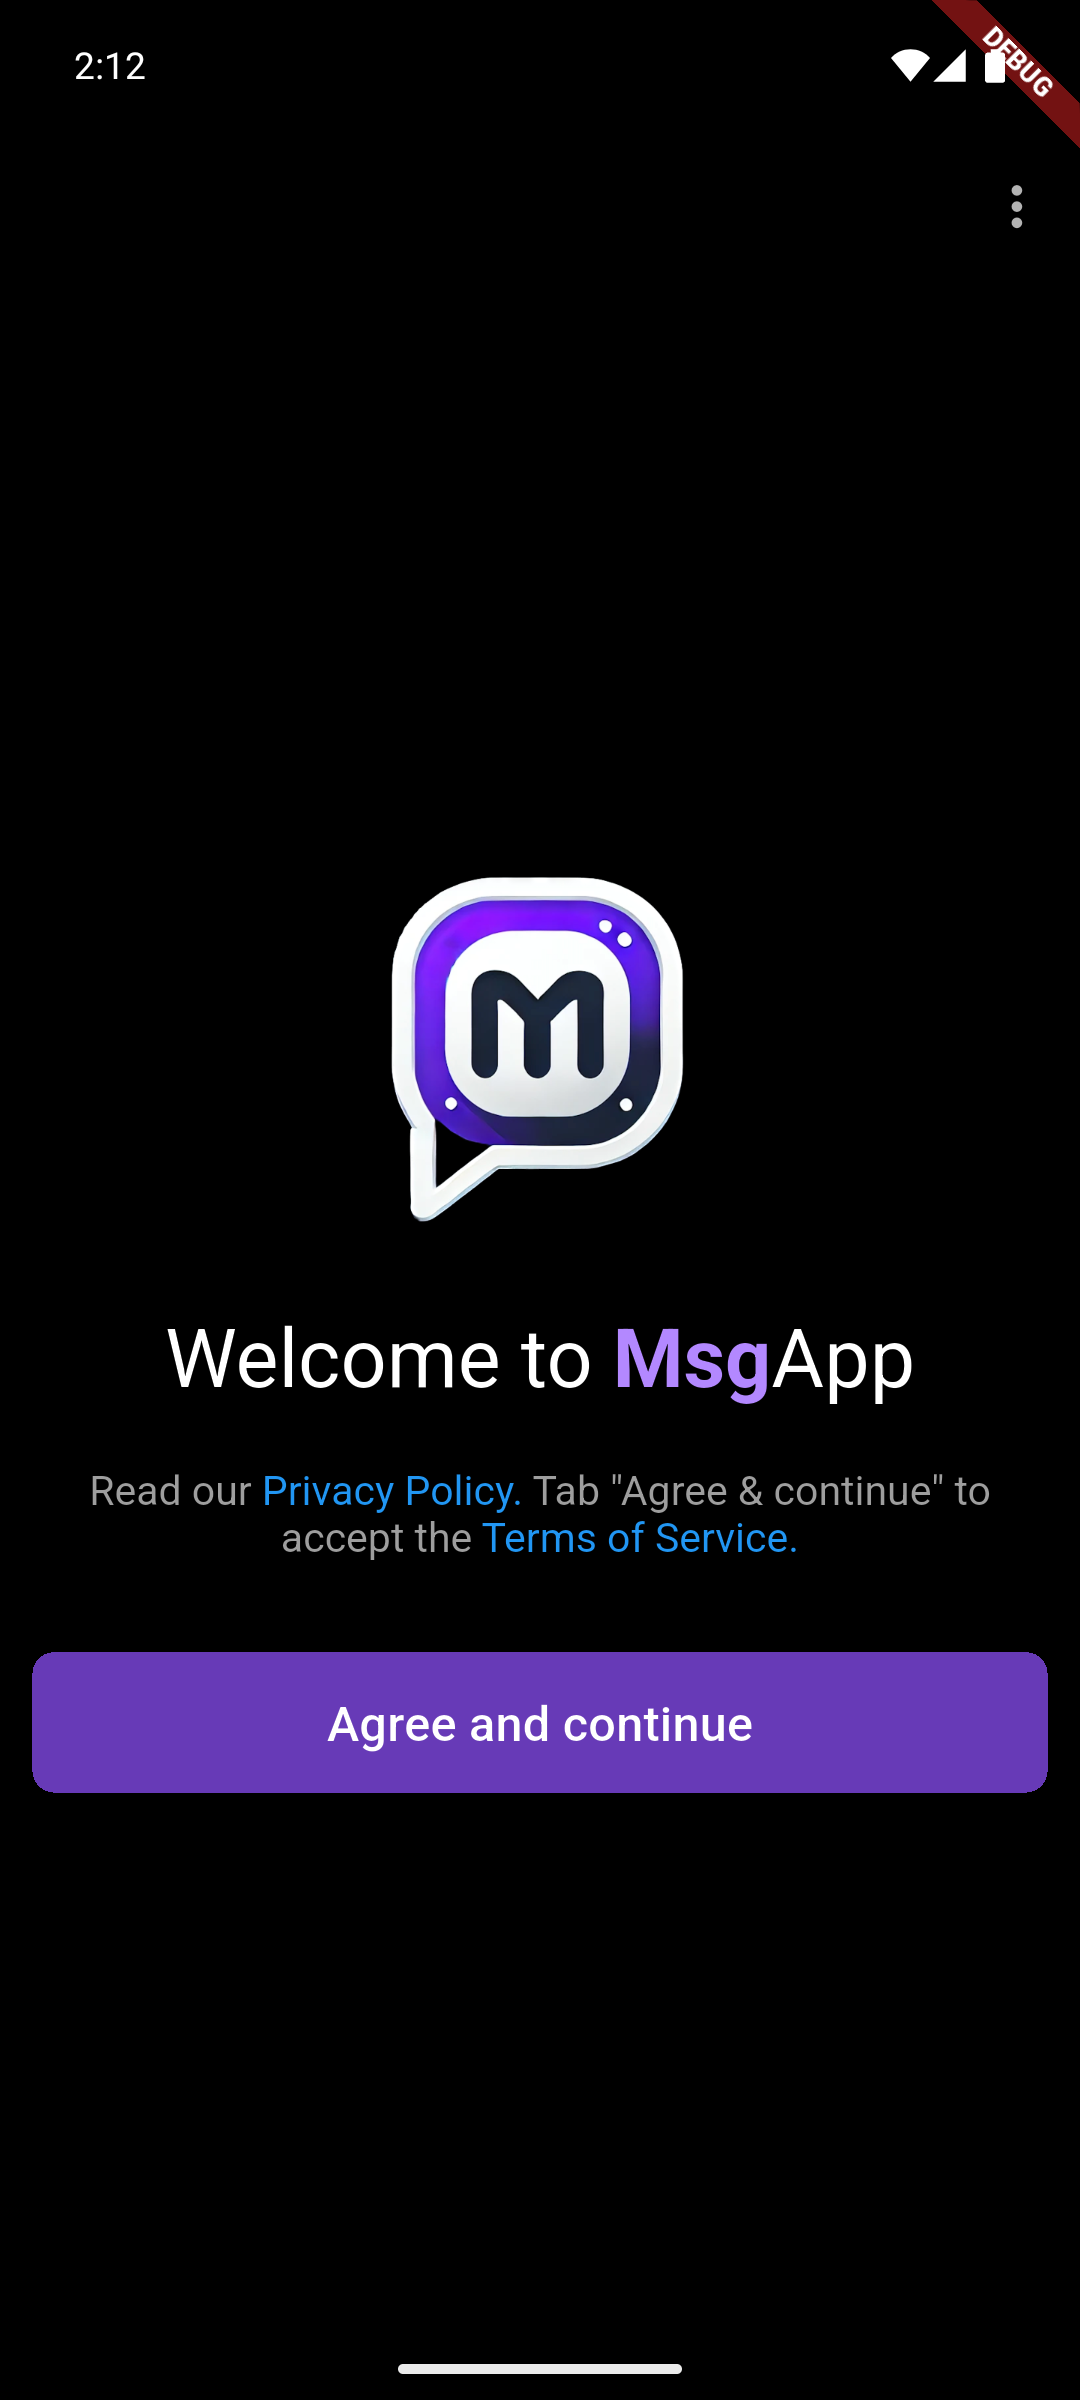 2:12
DEBUG
M
Welcome to MsgApp
Read our Privacy Policy. Tab "Agree & continue" to
accept the Terms of Service.
Agree and continue